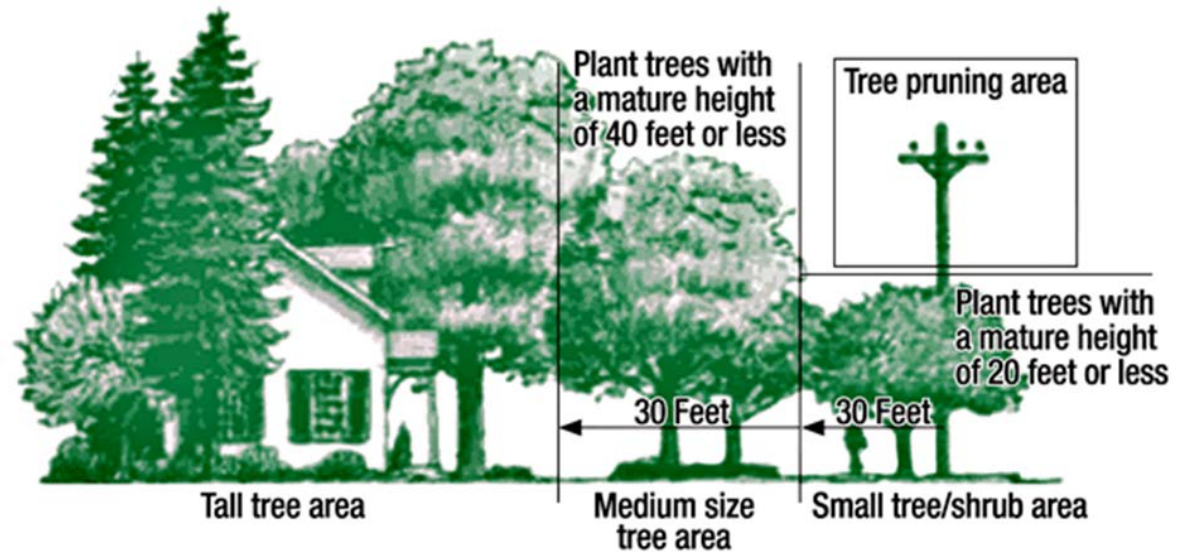 Plant trees with
a mature height
of 40 feet or less
Tree pruning area
Plant trees with
a mature height
of 20 feet or less
30 Feet
30 Feet
Tall tree area
Medium size
tree area
Small tree/shrub area